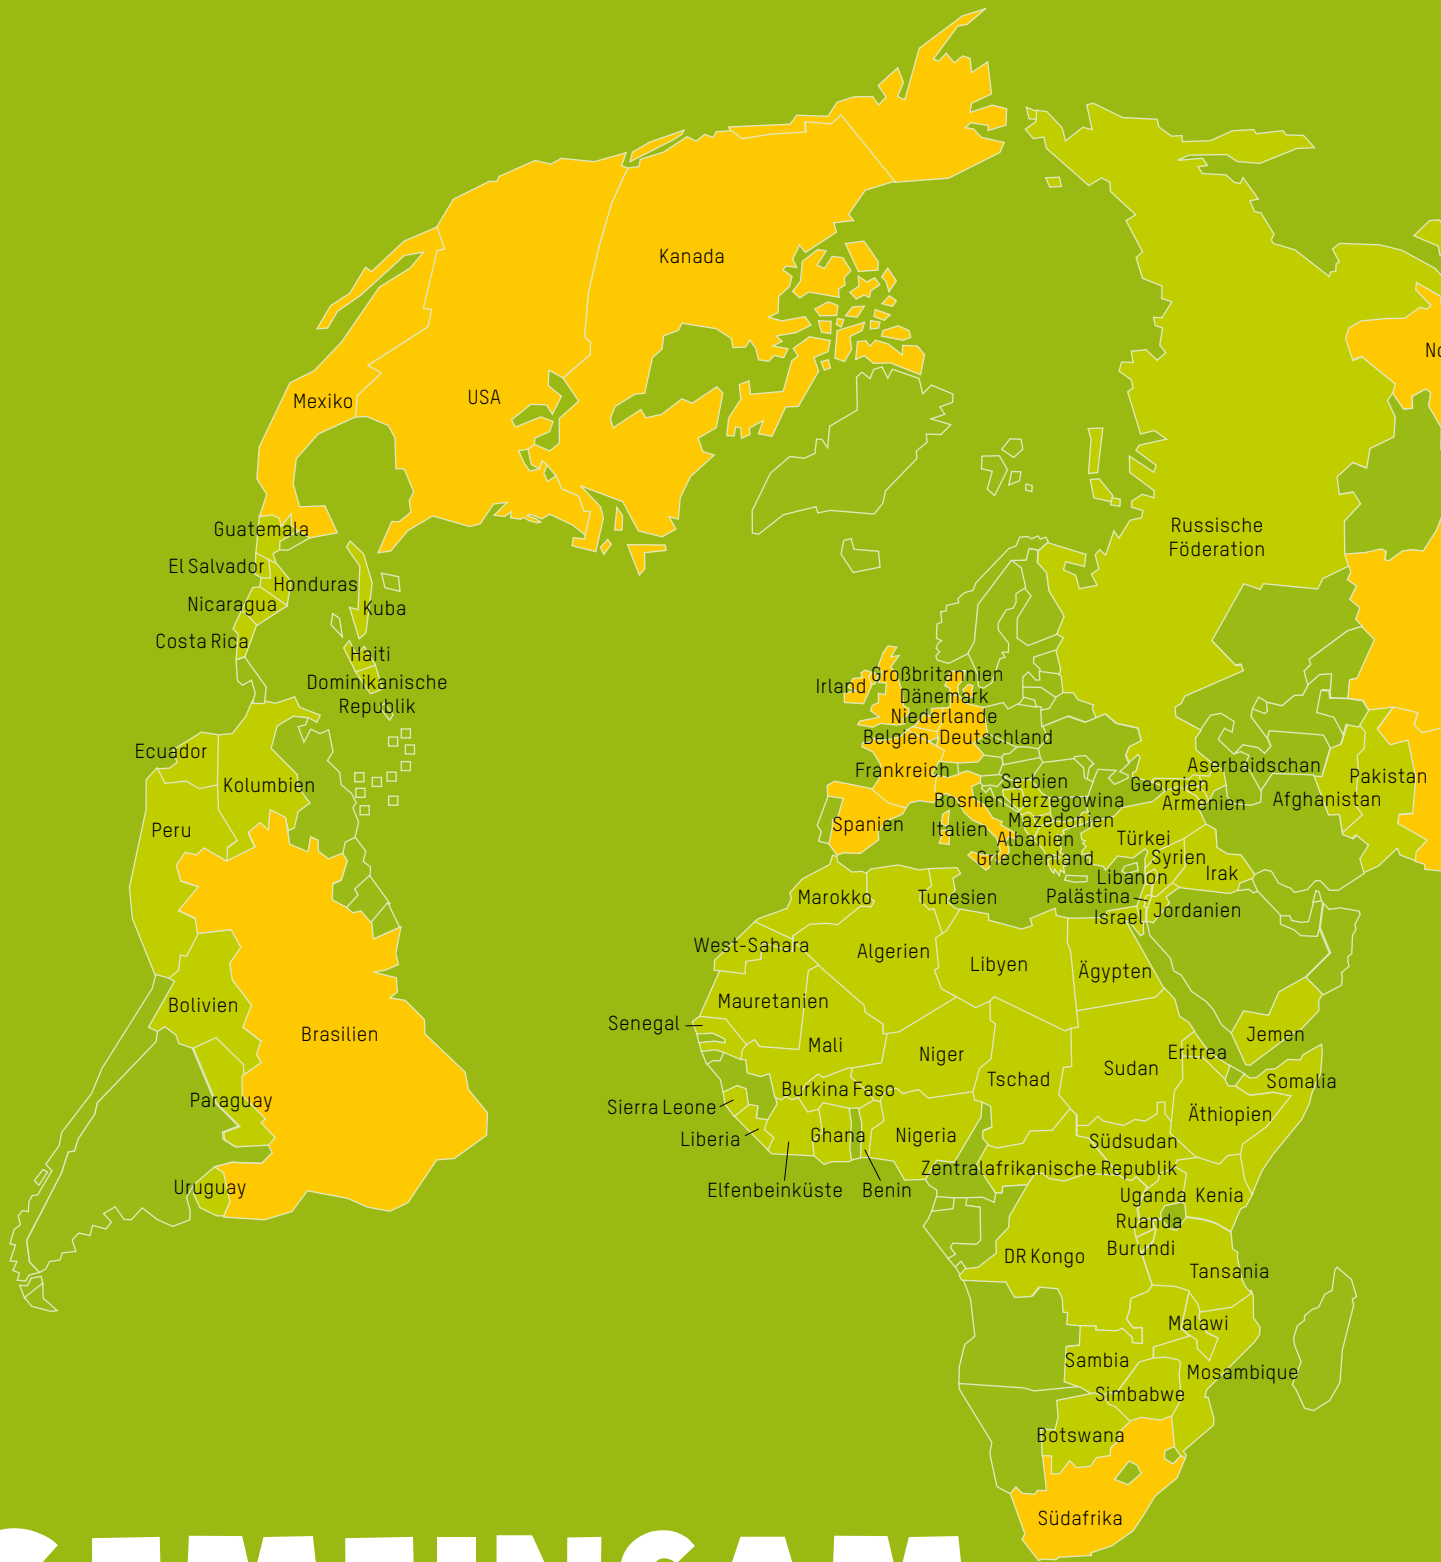 Kanada
No
Mexiko
USA
Guatemala
El Salvador
Honduras
Nicaragua
Kuba
Costa Rica
Haiti
Dominikanische
Republik
Russische
Föderation
Großbritannien
Irland
Dänemark
Niederlande
Belgien
Deutschland
Frankreich
Serbien
Bosnien Herzegowina
Spanien
Italien
Mazedonien
Albanien
Griechenland
Aserbaidschan
Georgien
Armenien
Afghanistan
Pakistan
Türkei
Syrien
Libanon
Irak
Palästina
Israel
Jordanien
Ecuador
Kolumbien
Peru
Bolivien
Brasilien
Paraguay
Uruguay
Marokko
Tunesien
West-Sahara
Algerien
Libyen
Ägypten
Mauretanien
Senegal
Mali
Niger
Tschad
Sudan
Eritrea
Jemen
Somalia
Burkina Faso
Äthiopien
Sierra Leone
Liberia
Ghana
Nigeria
Südsudan
Zentralafrikanische Republik
Elfenbeinküste
Benin
Uganda
Kenia
Ruanda
DR Kongo
Burundi
Tansania
Malawi
Sambia
Mosambique
Simbabwe
Botswana
Südafrika
GEMEINSAM